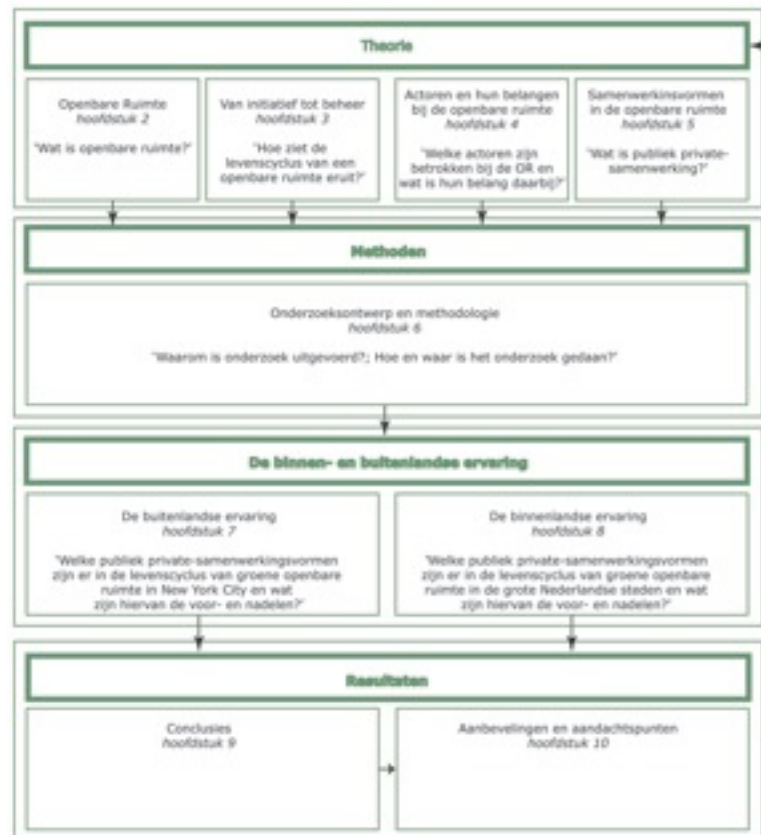 Theorie
Openbare Ruimte
hoofdstuk 2
"Wat is openbare ruimte?"
Van initiatief tot beheer
hoofdstuk 3
"Hoe ziet de
levenscyclus van een
openbare ruimte eruit?"
Actoren en hun belangen
bij de openbare ruimte
hoofdstuk 4
"Welke actoren zijn
betrokken bij de OR en
wat is hun belang daarbij?"
Samenwerkinsvormen
in de openbare ruimte
hoofdstuk 5
"Wat is publiek private-
samenwerking?"
Methoden
Onderzoeksontwerp en methodologie
hoofdstuk 6
"Waarom is onderzoek uitgevoerd?; Hoe en waar is het onderzoek gedaan?"
De binnen- en buitenlandse ervaring
De buitenlandse ervaring
hoofdstuk 7
"Welke publiek private-samenwerkingsvormen
zijn er in de levenscyclus van groene openbare
ruimte in New York City en wat
zijn hiervan de voor- en nadelen?"
De binnenlandse ervaring
hoofdstuk 8
"Welke publiek private-samenwerkingsvormen
zijn er in de levenscyclus van groene openbare
ruimte in de grote Nederlandse steden en wat
zijn hiervan de voor- en nadelen?"
Resultaten
Conclusies
hoofdstuk 9
Aanbevelingen en aandachtspunten
hoofdstuk 10